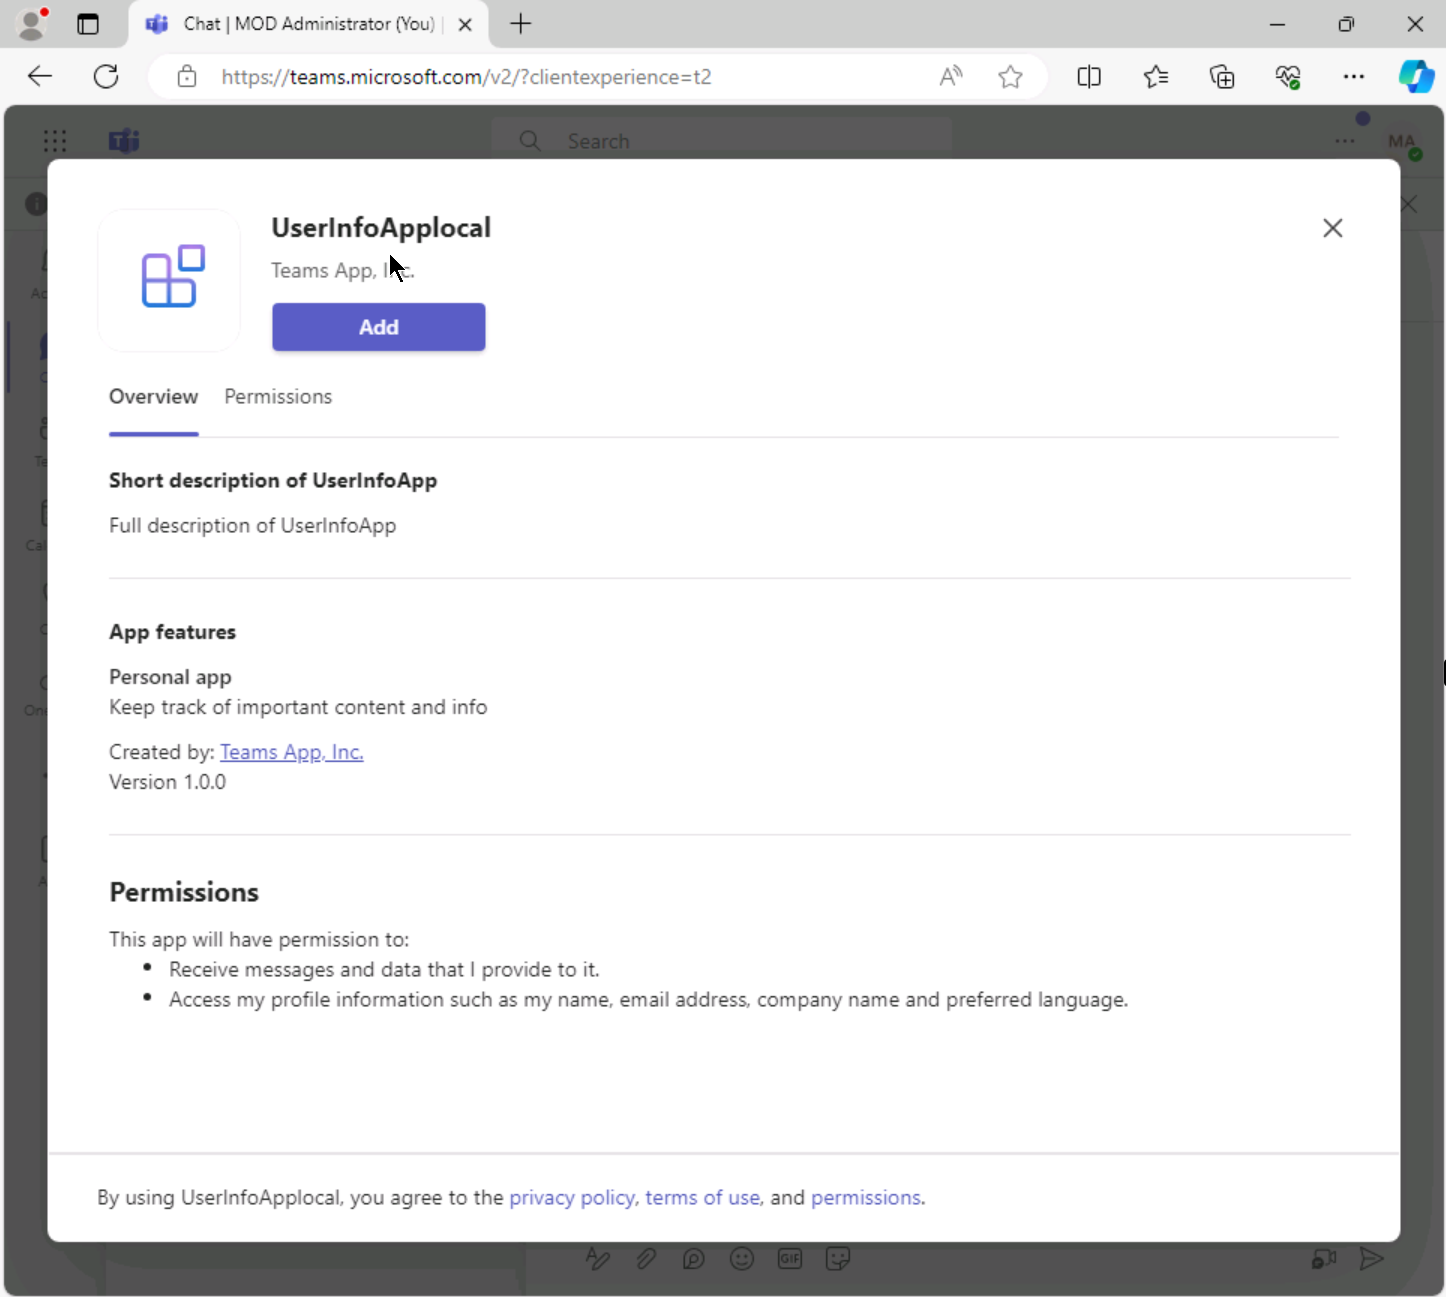 Chat | MOD Administrator (You) |
https://teams.microsoft.com/v2/?clientexperience=t2
Search
MA
UserInfoApplocal
Teams App, Inc.
Add
Overview Permissions
Short description of UserInfoApp
Full description of UserInfoApp
App features
Personal app
Keep track of important content and info
Created by: Teams App, Inc.
Version 1.0.0
Permissions
This app will have permission to:
• Receive messages and data that I provide to it.
• Access my profile information such as my name, email address, company name and preferred language.
By using UserInfoApplocal, you agree to the privacy policy, terms of use, and permissions.
GIF